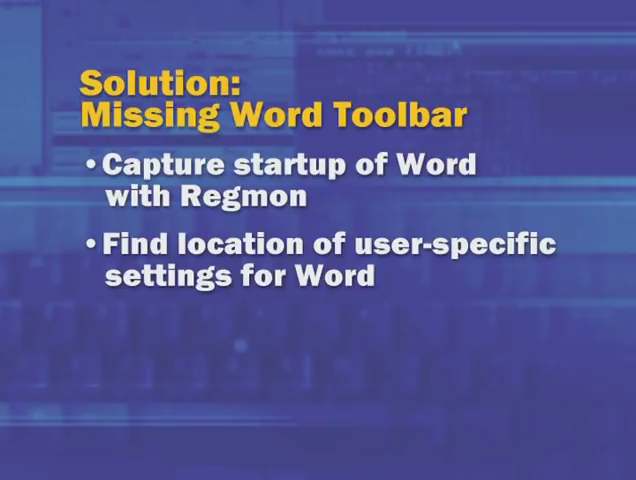 Solution:
Missing Word Toolbar
• Capture startup of Word
with Regmon
• Find location of user-specific
settings for Word